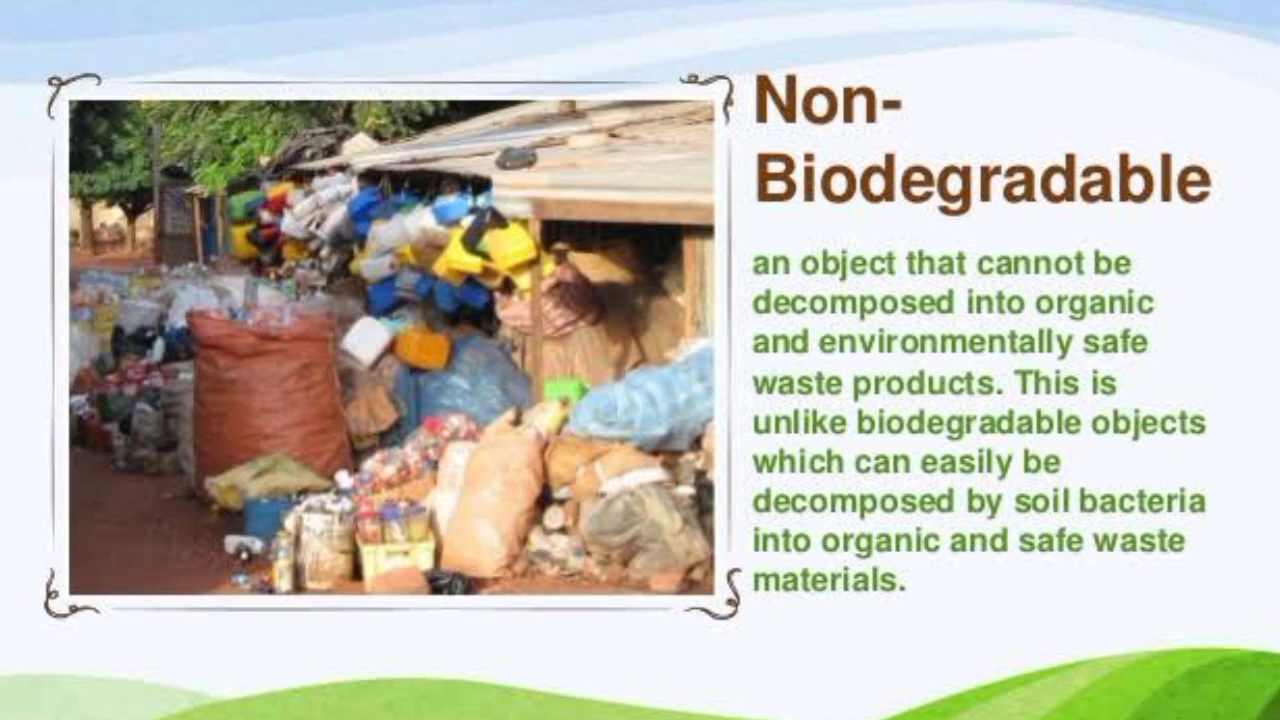 Non-
Biodegradable
an object that cannot be
decomposed into organic
and environmentally safe
waste products. This is
unlike biodegradable objects
which can easily be
decomposed by soil bacteria
into organic and safe waste
materials.